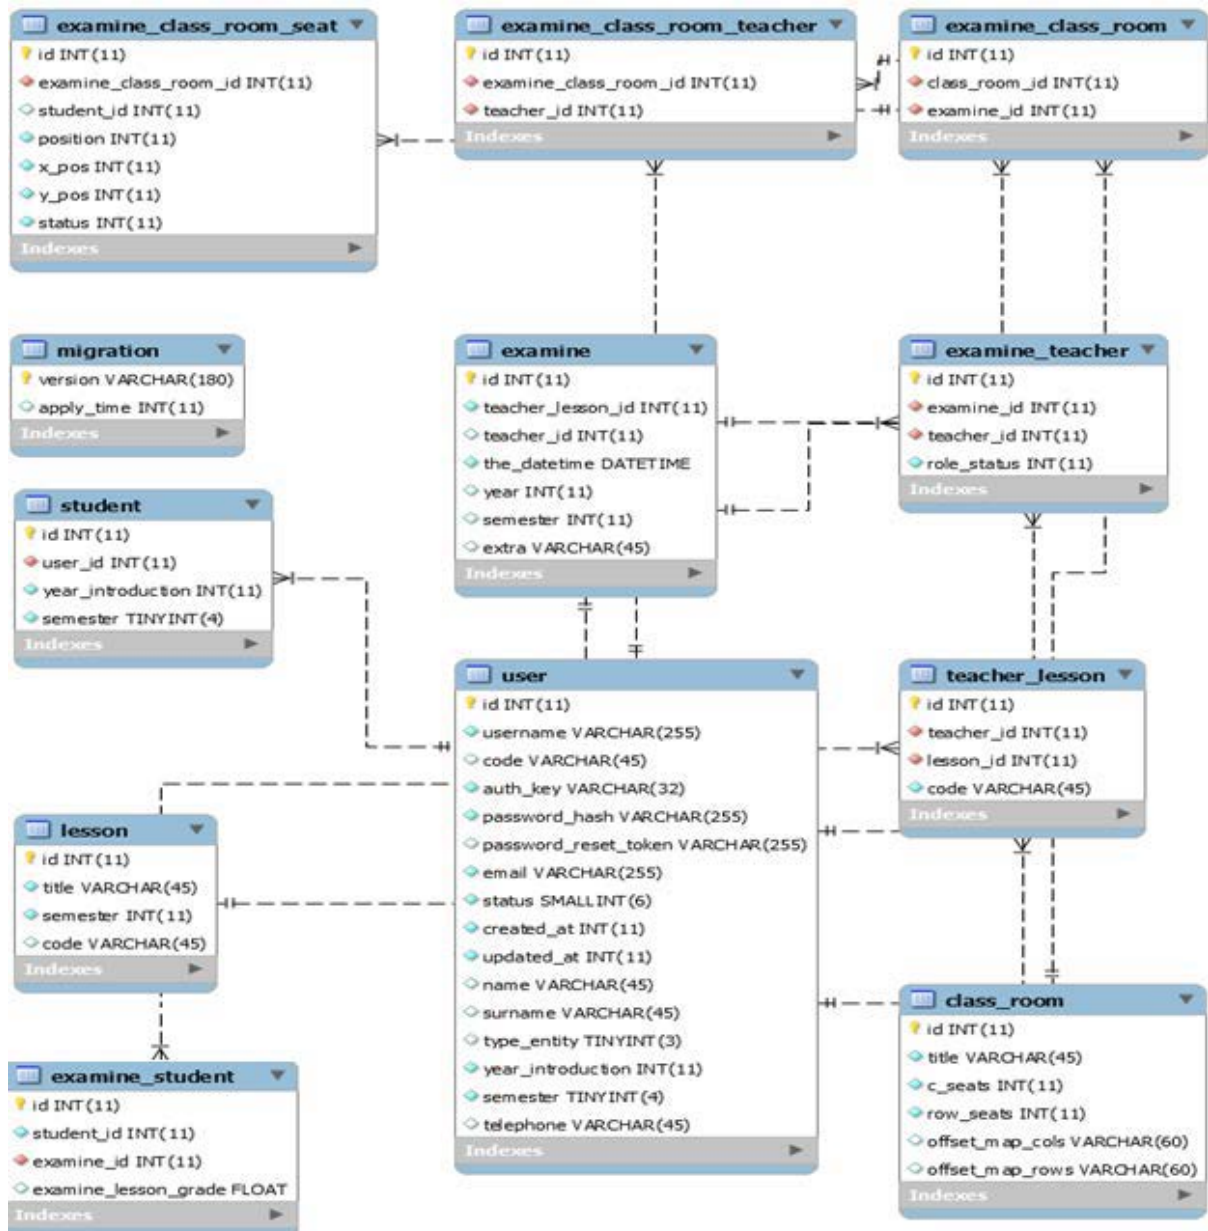 examine_class_room_seat
id INT(11)
examine_class_room_id INT(11)
student_id INT(11)
position INT(11)
x_pos INT(11)
y_pos INT(11)
status INT(11)
Indexes
examine_class_room_teacher
id INT(11)
examine_class_room_id INT(11)
teacher_id INT(11)
Indexes
examine_class_room
id INT(11)
class_room_id INT(11)
examine_id INT(11)
Indexes
migration
version VARCHAR(180)
apply_time INT(11)
Indexes
examine
id INT(11)
teacher_lesson_id INT(11)
teacher_id INT(11)
the_datetime DATETIME
year INT(11)
semester INT(11)
extra VARCHAR(45)
Indexes
examine_teacher
id INT(11)
examine_id INT(11)
teacher_id INT(11)
role_status INT(11)
Indexes
student
id INT(11)
user_id INT(11)
year_introduction INT(11)
semester TINYINT(4)
Indexes
user
id INT(11)
username VARCHAR(255)
code VARCHAR(45)
auth_key VARCHAR(32)
password_hash VARCHAR(255)
password_reset_token VARCHAR(255)
email VARCHAR(255)
status SMALLINT(6)
created_at INT(11)
updated_at INT(11)
name VARCHAR(45)
surname VARCHAR(45)
type_entity TINYINT(3)
year_introduction INT(11)
semester TINYINT(4)
telephone VARCHAR(45)
Indexes
teacher_lesson
id INT(11)
teacher_id INT(11)
lesson_id INT(11)
code VARCHAR(45)
Indexes
lesson
id INT(11)
title VARCHAR(45)
semester INT(11)
code VARCHAR(45)
Indexes
class_room
id INT(11)
title VARCHAR(45)
c_seats INT(11)
row_seats INT(11)
offset_map_cols VARCHAR(60)
offset_map_rows VARCHAR(60)
Indexes
examine_student
id INT(11)
student_id INT(11)
examine_id INT(11)
examine_lesson_grade FLOAT
Indexes